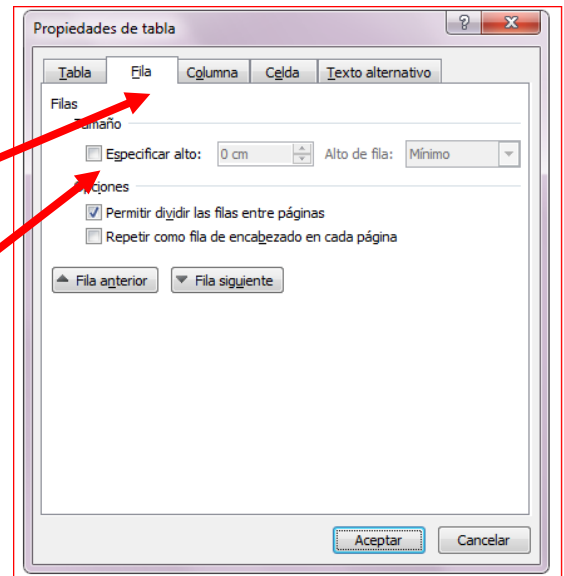 Propiedades de tabla
Tabla Fila Columna Celda Texto alternativo
Filas
Tamaño
Especificar alto: 0 cm Alto de fila: Mínimo
Opciones
Permitir dividir las filas entre páginas
Repetir como fila de encabezado en cada página
Fila anterior Fila siguiente
Aceptar Cancelar